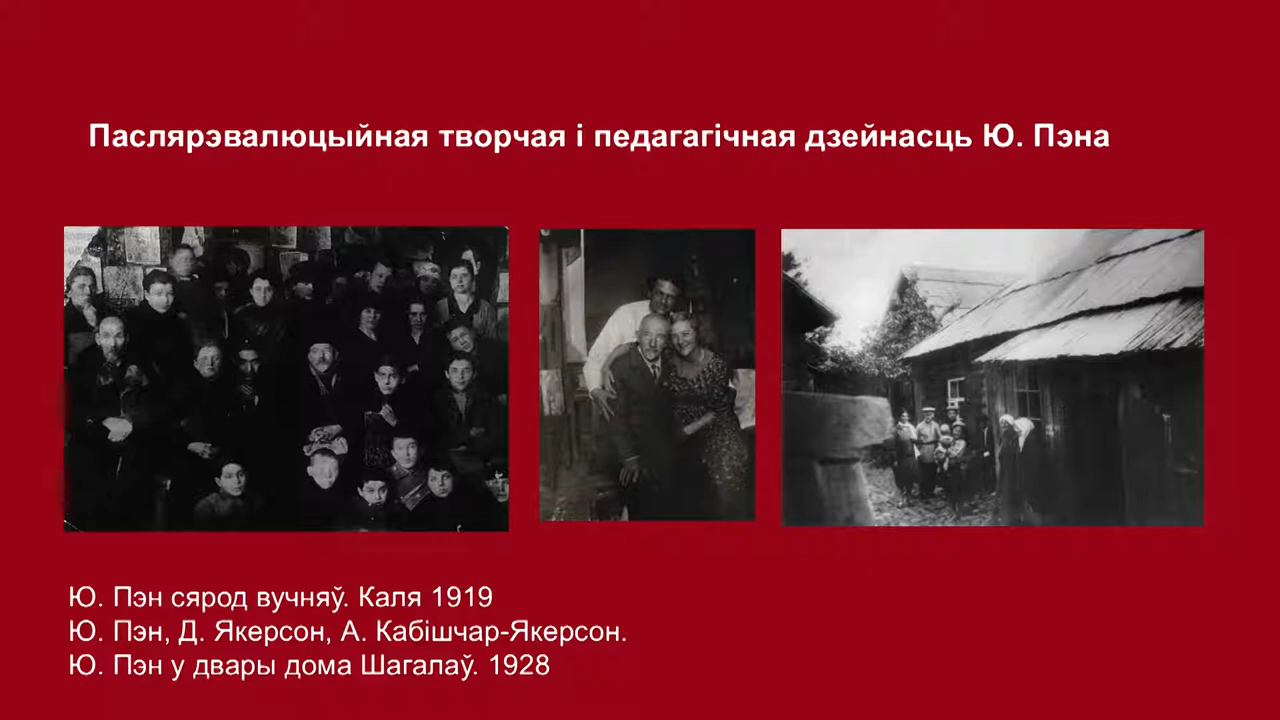 Паслярэвалюцыйная творчая і педагагічная дзейнасць Ю. Пэна
Ю. Пэн сярод вучняў. Каля 1919
Ю. Пэн, Д. Якерсон, А. Кабішчар-Якерсон.
Ю. Пэн у двары дома Шагалаў. 1928